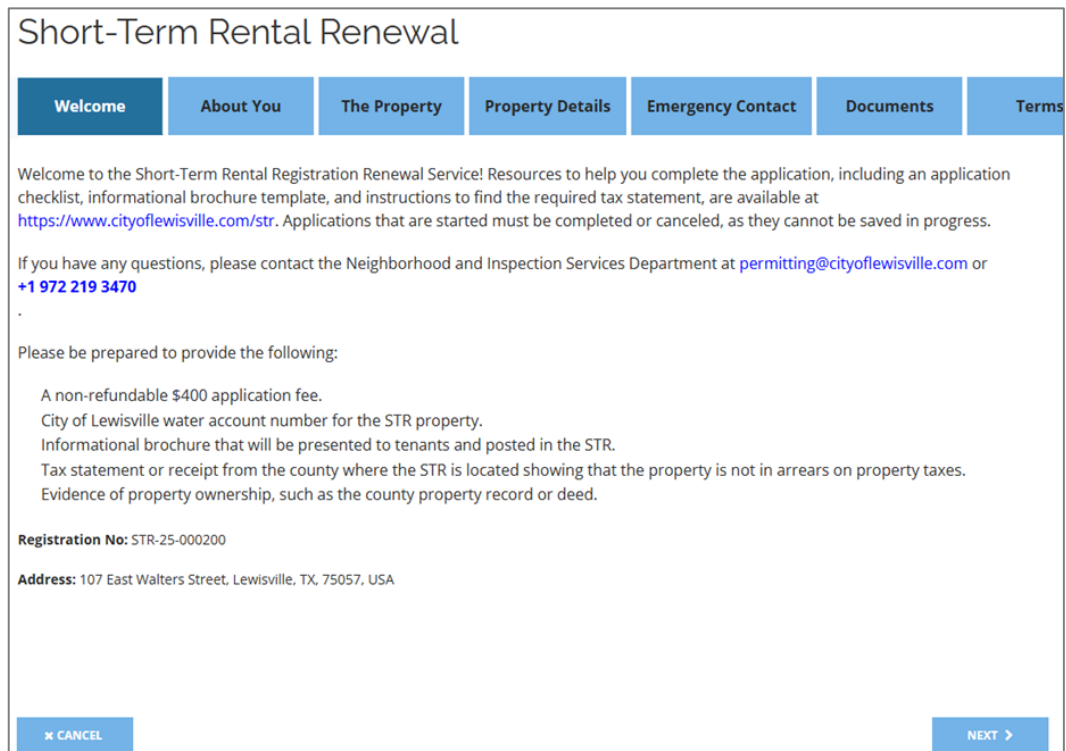 Short-Term Rental Renewal
Welcome
About You
The Property
Property Details
Emergency Contact
Documents
Terms
Welcome to the Short-Term Rental Registration Renewal Service! Resources to help you complete the application, including an application
checklist, informational brochure template, and instructions to find the required tax statement, are available at
https://www.cityoflewisville.com/str. Applications that are started must be completed or canceled, as they cannot be saved in progress.
If you have any questions, please contact the Neighborhood and Inspection Services Department at permitting@cityoflewisville.com or
+1 972 219 3470
.
Please be prepared to provide the following:
A non-refundable $400 application fee.
City of Lewisville water account number for the STR property.
Informational brochure that will be presented to tenants and posted in the STR.
Tax statement or receipt from the county where the STR is located showing that the property is not in arrears on property taxes.
Evidence of property ownership, such as the county property record or deed.
Registration No: STR-25-000200
Address: 107 East Walters Street, Lewisville, TX, 75057, USA
× CANCEL
NEXT >